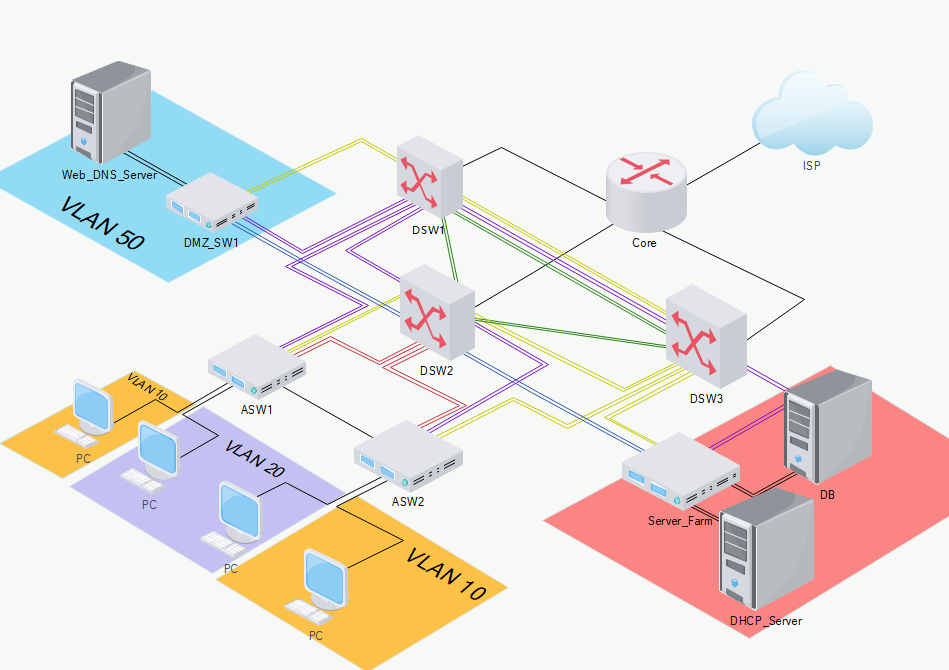 Web_DNS_Server
ISP
VLAN 50
DSW1
Core
DMZ_SW1
DSW2
VLAN 10
ASW1
DSW3
PC
VLAN 20
ASW2
DB
PC
Server_Farm
PC
VLAN 10
DHCP_Server
PC